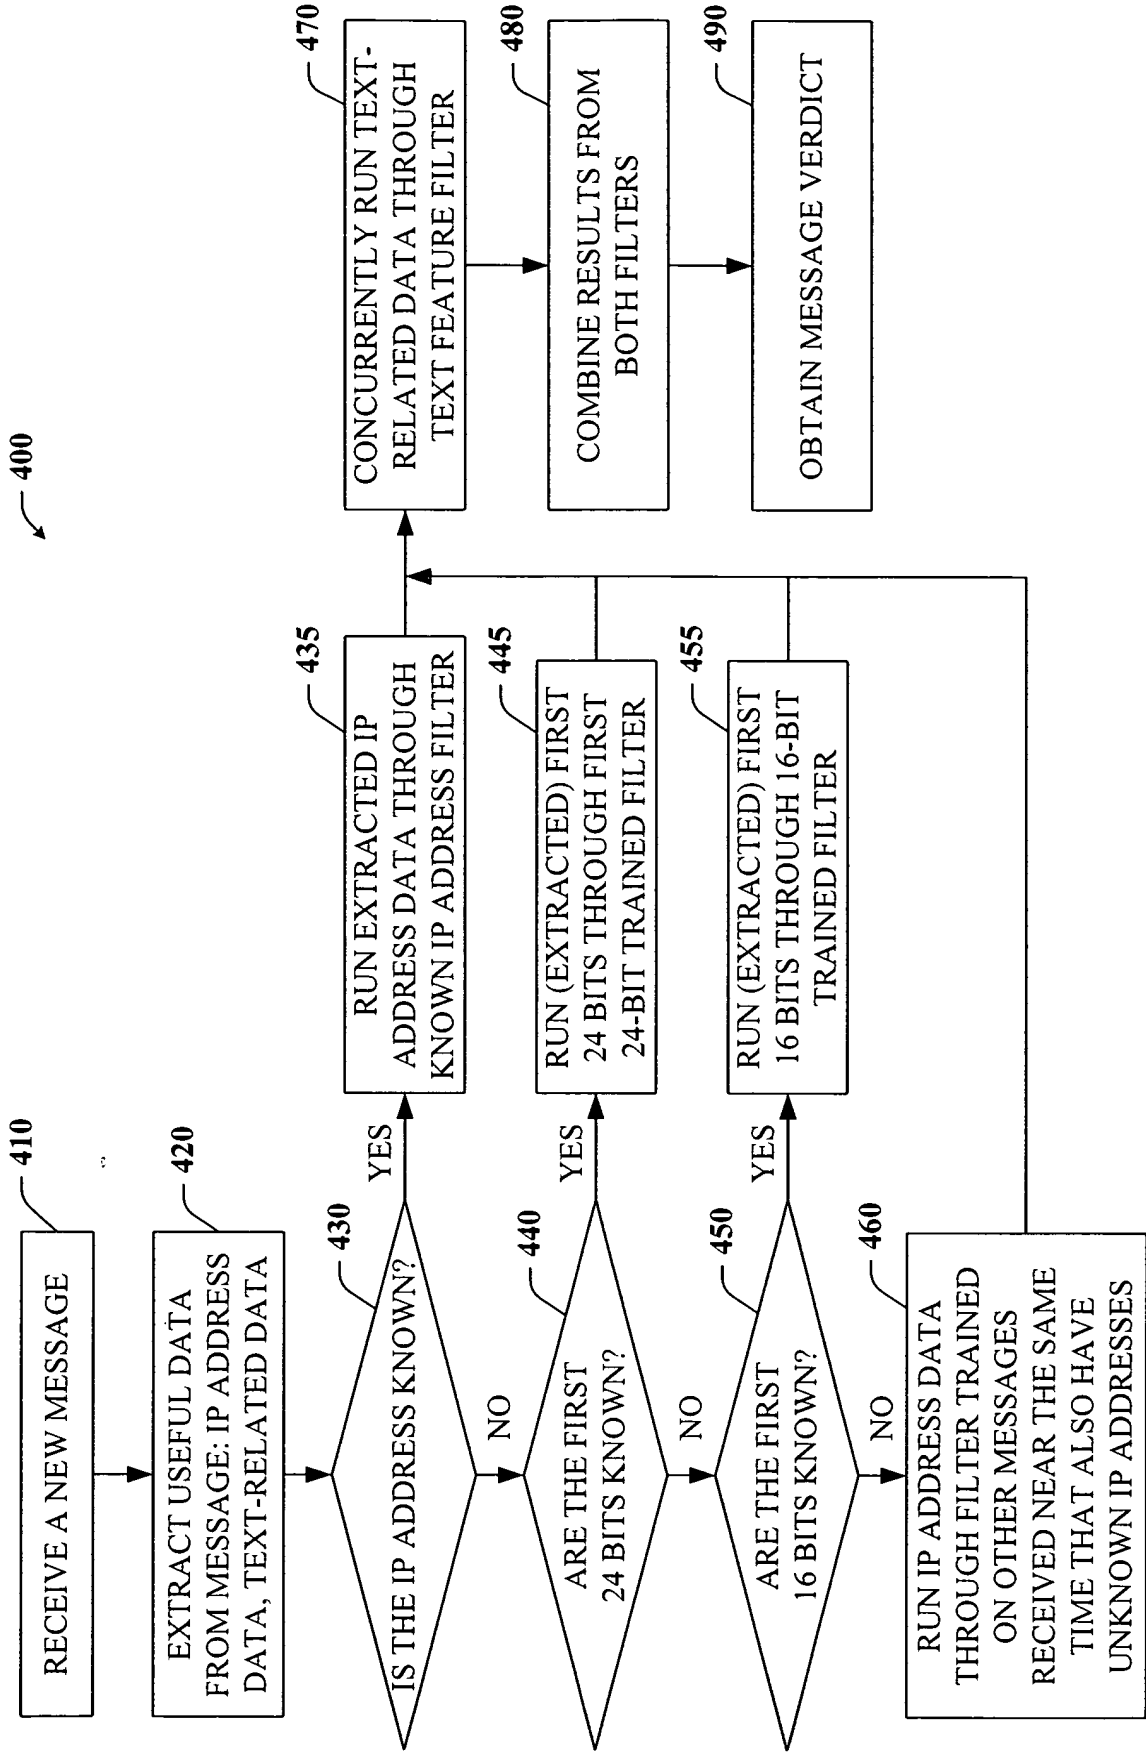 400
410
RECEIVE A NEW MESSAGE
420
EXTRACT USEFUL DATA
FROM MESSAGE: IP ADDRESS
DATA, TEXT-RELATED DATA
430
IS THE IP ADDRESS KNOWN?
YES
NO
435
RUN EXTRACTED IP
ADDRESS DATA THROUGH
KNOWN IP ADDRESS FILTER
440
ARE THE FIRST
24 BITS KNOWN?
YES
NO
445
RUN (EXTRACTED) FIRST
24 BITS THROUGH FIRST
24-BIT TRAINED FILTER
450
ARE THE FIRST
16 BITS KNOWN?
YES
NO
455
RUN (EXTRACTED) FIRST
16 BITS THROUGH 16-BIT
TRAINED FILTER
460
RUN IP ADDRESS DATA
THROUGH FILTER TRAINED
ON OTHER MESSAGES
RECEIVED NEAR THE SAME
TIME THAT ALSO HAVE
UNKNOWN IP ADDRESSES
470
CONCURRENTLY RUN TEXT-
RELATED DATA THROUGH
TEXT FEATURE FILTER
480
COMBINE RESULTS FROM
BOTH FILTERS
490
OBTAIN MESSAGE VERDICT